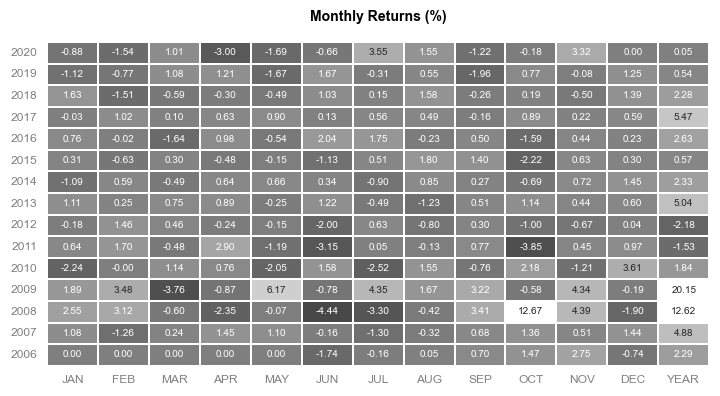 Monthly Returns (%)
2020 -0.88 -1.54 1.01 -3.00 -1.69 -0.66 3.55 1.55 -1.22 -0.18 3.32 0.00 0.05
2019 -1.12 -0.77 1.08 1.21 -1.67 1.67 -0.31 0.55 -1.96 0.77 -0.08 1.25 0.54
2018 1.63 -1.51 -0.59 -0.30 -0.49 1.03 0.15 1.58 -0.26 0.19 -0.50 1.39 2.28
2017 -0.03 1.02 0.10 0.63 0.90 0.13 0.56 0.49 -0.16 0.89 0.22 0.59 5.47
2016 0.76 -0.02 -1.64 0.98 -0.54 2.04 1.75 -0.23 0.50 -1.59 0.44 0.23 2.63
2015 0.31 -0.63 0.30 -0.48 -0.15 -1.13 0.51 1.80 1.40 -2.22 0.63 0.30 0.57
2014 -1.09 0.59 -0.49 0.64 0.66 0.34 -0.90 0.85 0.27 -0.69 0.72 1.45 2.33
2013 1.11 0.25 0.75 0.89 -0.25 1.22 -0.49 -1.23 0.51 1.14 0.44 0.60 5.04
2012 -0.18 1.46 0.46 -0.24 -0.15 -2.00 0.63 -0.80 0.30 -1.00 -0.67 0.04 -2.18
2011 0.64 1.70 -0.48 2.90 -1.19 -3.15 0.05 -0.13 0.77 -3.85 0.45 0.97 -1.53
2010 -2.24 -0.00 1.14 0.76 -2.05 1.58 -2.52 1.55 -0.76 2.18 -1.21 3.61 1.84
2009 1.89 3.48 -3.76 -0.87 6.17 -0.78 4.35 1.67 3.22 -0.58 4.34 -0.19 20.15
2008 2.55 3.12 -0.60 -2.35 -0.07 -4.44 -3.30 -0.42 3.41 12.67 4.39 -1.90 12.62
2007 1.08 -1.26 0.24 1.45 1.10 -0.16 -1.30 -0.32 0.68 1.36 0.51 1.44 4.88
2006 0.00 0.00 0.00 0.00 0.00 -1.74 -0.16 0.05 0.70 1.47 2.75 -0.74 2.29
JAN FEB MAR APR MAY JUN JUL AUG SEP OCT NOV DEC YEAR